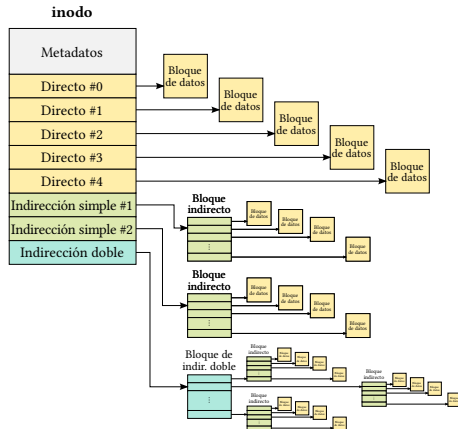 inodo
Metadatos
Directo #0
Directo #1
Directo #2
Directo #3
Directo #4
Indirección simple #1
Indirección simple #2
Indirección doble
Bloque
de datos
Bloque
de datos
Bloque
de datos
Bloque
de datos
Bloque
de datos
Bloque
indirecto
Bloque
de datos
Bloque
de datos
Bloque
de datos
Bloque
de datos
Bloque
indirecto
Bloque
de datos
Bloque
de datos
Bloque
de datos
Bloque
de datos
Bloque de
indir. doble
Bloque
indirecto
Bloque
indirecto
Bloque
indirecto